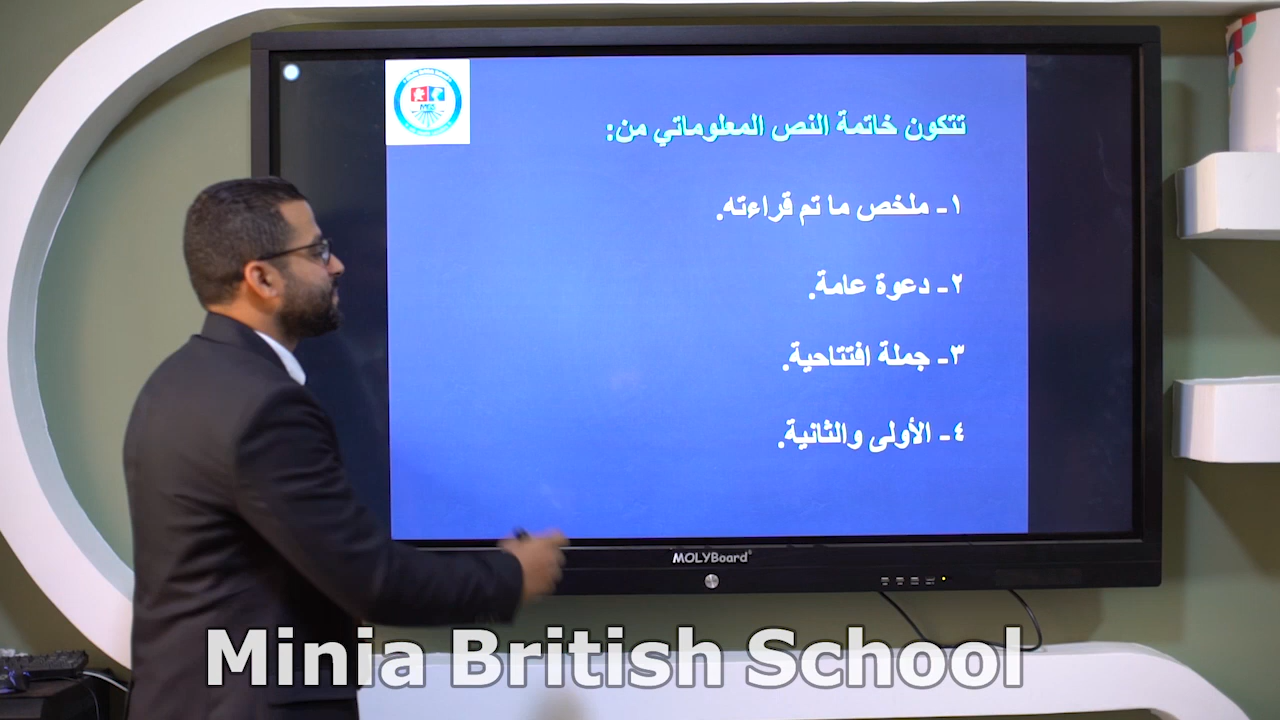 تتكون خاتمة النص المعلوماتي من:
١- ملخص ما تم قراءته.
٢- دعوة عامة.
٣- جملة افتتاحية.
٤- الأولى والثانية.
MOLYBoard
Minia British School